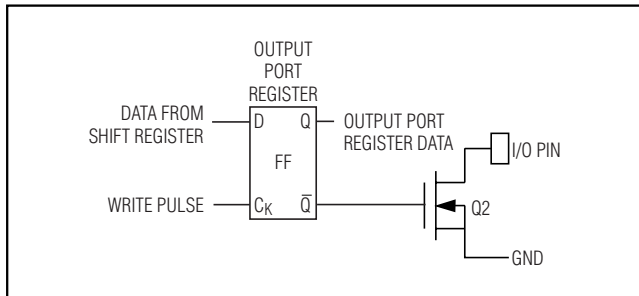 OUTPUT
PORT
REGISTER
DATA FROM
SHIFT REGISTER
D
Q
OUTPUT PORT
REGISTER DATA
I/O PIN
FF
WRITE PULSE
CK
Q̅
Q2
GND